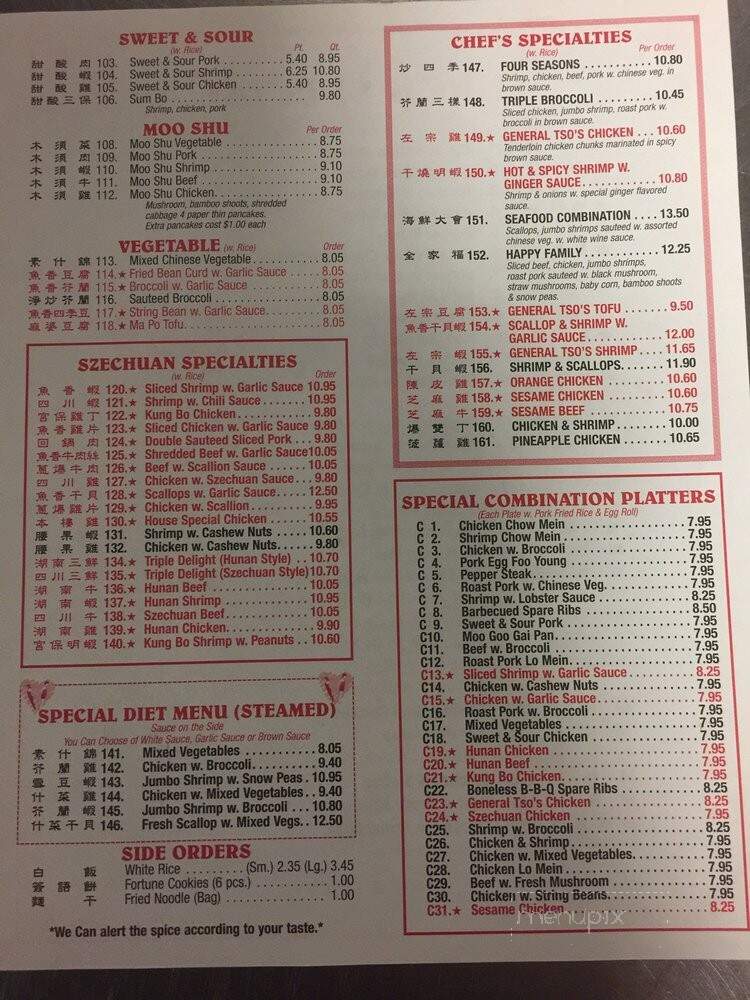 SWEET & SOUR
(w. Rice) Pt. Qt.
甜酸肉 103. Sweet & Sour Pork 5.40 8.95
甜酸蝦 104. Sweet & Sour Shrimp 6.25 10.80
甜酸雞 105. Sweet & Sour Chicken 5.40 8.95
甜酸三保 106. Sum Bo 9.80
Shrimp, chicken, pork
MOO SHU
Per Order
木須菜 108. Moo Shu Vegetable 8.75
木須肉 109. Moo Shu Pork 8.75
木須蝦 110. Moo Shu Shrimp 9.10
木須牛 111. Moo Shu Beef 9.10
木須雞 112. Moo Shu Chicken 8.75
Mushroom, bamboo shoots, shredded
cabbage 4 paper thin pancakes.
Extra pancakes cost $1.00 each
VEGETABLE (w. Rice) Order
素什錦 113. Mixed Chinese Vegetable 8.05
魚香豆腐 114.★ Fried Bean Curd w. Garlic Sauce 8.05
魚香芥蘭 115.★ Broccoli w. Garlic Sauce 8.05
淨炒芥蘭 116. Sauteed Broccoli 8.05
魚香四季豆 117.★ String Bean w. Garlic Sauce 8.05
麻婆豆腐 118.★ Ma Po Tofu 8.05
SZECHUAN SPECIALTIES
(w. Rice) Order
魚香蝦 120.★ Sliced Shrimp w. Garlic Sauce 10.95
四川蝦 121.★ Shrimp w. Chili Sauce 10.95
宮保雞丁 122.★ Kung Bo Chicken 9.80
魚香雞片 123.★ Sliced Chicken w. Garlic Sauce 9.80
回鍋肉 124.★ Double Sauteed Sliced Pork 9.80
魚香牛肉絲 125.★ Shredded Beef w. Garlic Sauce 10.05
蔥爆牛肉 126.★ Beef w. Scallion Sauce 10.05
四川雞 127.★ Chicken w. Szechuan Sauce 9.80
魚香干貝 128.★ Scallops w. Garlic Sauce 12.50
蔥爆雞片 129.★ Chicken w. Scallion 9.95
本樓雞 130.★ House Special Chicken 10.55
腰果蝦 131. Shrimp w. Cashew Nuts 10.60
腰果雞 132. Chicken w. Cashew Nuts 9.80
湖南三鮮 134.★ Triple Delight (Hunan Style) 10.70
四川三鮮 135.★ Triple Delight (Szechuan Style) 10.70
湖南牛 136.★ Hunan Beef 10.05
湖南蝦 137.★ Hunan Shrimp 10.95
四川牛 138.★ Szechuan Beef 10.05
湖南雞 139.★ Hunan Chicken 9.90
宮保明蝦 140.★ Kung Bo Shrimp w. Peanuts 10.60
SPECIAL DIET MENU (STEAMED)
Sauce on the Side
You Can Choose of White Sauce, Garlic Sauce or Brown Sauce
素什錦 141. Mixed Vegetables 8.05
芥蘭雞 142. Chicken w. Broccoli 9.40
雪豆蝦 143. Jumbo Shrimp w. Snow Peas 10.95
什菜雞 144. Chicken w. Mixed Vegetables 9.40
芥蘭蝦 145. Jumbo Shrimp w. Broccoli 10.80
什菜干貝 146. Fresh Scallop w. Mixed Vegs. 12.50
SIDE ORDERS
白飯 White Rice (Sm.) 2.35 (Lg.) 3.45
簽語餅 Fortune Cookies (6 pcs.) 1.00
麵干 Fried Noodle (Bag) 1.00
*We Can alert the spice according to your taste.*
CHEF'S SPECIALTIES
(w. Rice) Per Order
炒四季 147. FOUR SEASONS 10.80
Shrimp, chicken, beef, pork w. chinese veg. in
brown sauce.
芥蘭三樣 148. TRIPLE BROCCOLI 10.45
Sliced chicken, jumbo shrimp, roast pork w.
broccoli in brown sauce.
左宗雞 149.★ GENERAL TSO'S CHICKEN 10.60
Tenderloin chicken chunks marinated in spicy
brown sauce.
干燒明蝦 150.★ HOT & SPICY SHRIMP W.
GINGER SAUCE 10.80
Shrimp & onions w. special ginger flavored
sauce.
海鮮大會 151. SEAFOOD COMBINATION 13.50
Scallops, jumbo shrimps sauteed w. assorted
chinese veg. w. white wine sauce.
全家福 152. HAPPY FAMILY 12.25
Sliced beef, chicken, jumbo shrimps,
roast pork sauteed w. black mushroom,
straw mushrooms, baby corn, bamboo shoots
& snow peas.
左宗豆腐 153.★ GENERAL TSO'S TOFU 9.50
魚香干貝蝦 154.★ SCALLOP & SHRIMP W.
GARLIC SAUCE 12.00
左宗蝦 155.★ GENERAL TSO'S SHRIMP 11.65
干貝蝦 156. SHRIMP & SCALLOPS 11.90
陳皮雞 157.★ ORANGE CHICKEN 10.60
芝麻雞 158.★ SESAME CHICKEN 10.60
芝麻牛 159.★ SESAME BEEF 10.75
爆雙丁 160. CHICKEN & SHRIMP 10.00
菠蘿雞 161. PINEAPPLE CHICKEN 10.65
SPECIAL COMBINATION PLATTERS
(Each Plate w. Pork Fried Rice & Egg Roll)
C 1. Chicken Chow Mein 7.95
C 2. Shrimp Chow Mein 7.95
C 3. Chicken w. Broccoli 7.95
C 4. Pork Egg Foo Young 7.95
C 5. Pepper Steak 7.95
C 6. Roast Pork w. Chinese Veg. 7.95
C 7. Shrimp w. Lobster Sauce 8.25
C 8. Barbecued Spare Ribs 8.50
C 9. Sweet & Sour Pork 7.95
C10. Moo Goo Gai Pan 7.95
C11. Beef w. Broccoli 7.95
C12. Roast Pork Lo Mein 7.95
C13.★ Sliced Shrimp w. Garlic Sauce 8.25
C14. Chicken w. Cashew Nuts 7.95
C15.★ Chicken w. Garlic Sauce 7.95
C16. Roast Pork w. Broccoli 7.95
C17. Mixed Vegetables 7.95
C18. Sweet & Sour Chicken 7.95
C19.★ Hunan Chicken 7.95
C20.★ Hunan Beef 7.95
C21.★ Kung Bo Chicken 7.95
C22. Boneless B-B-Q Spare Ribs 8.25
C23.★ General Tso's Chicken 8.25
C24.★ Szechuan Chicken 7.95
C25. Shrimp w. Broccoli 8.25
C26. Chicken & Shrimp 7.95
C27. Chicken w. Mixed Vegetables 7.95
C28. Chicken Lo Mein 7.95
C29. Beef w. Fresh Mushroom 7.95
C30. Chicken w. String Beans 7.95
C31.★ Sesame Chicken 8.25
menupix